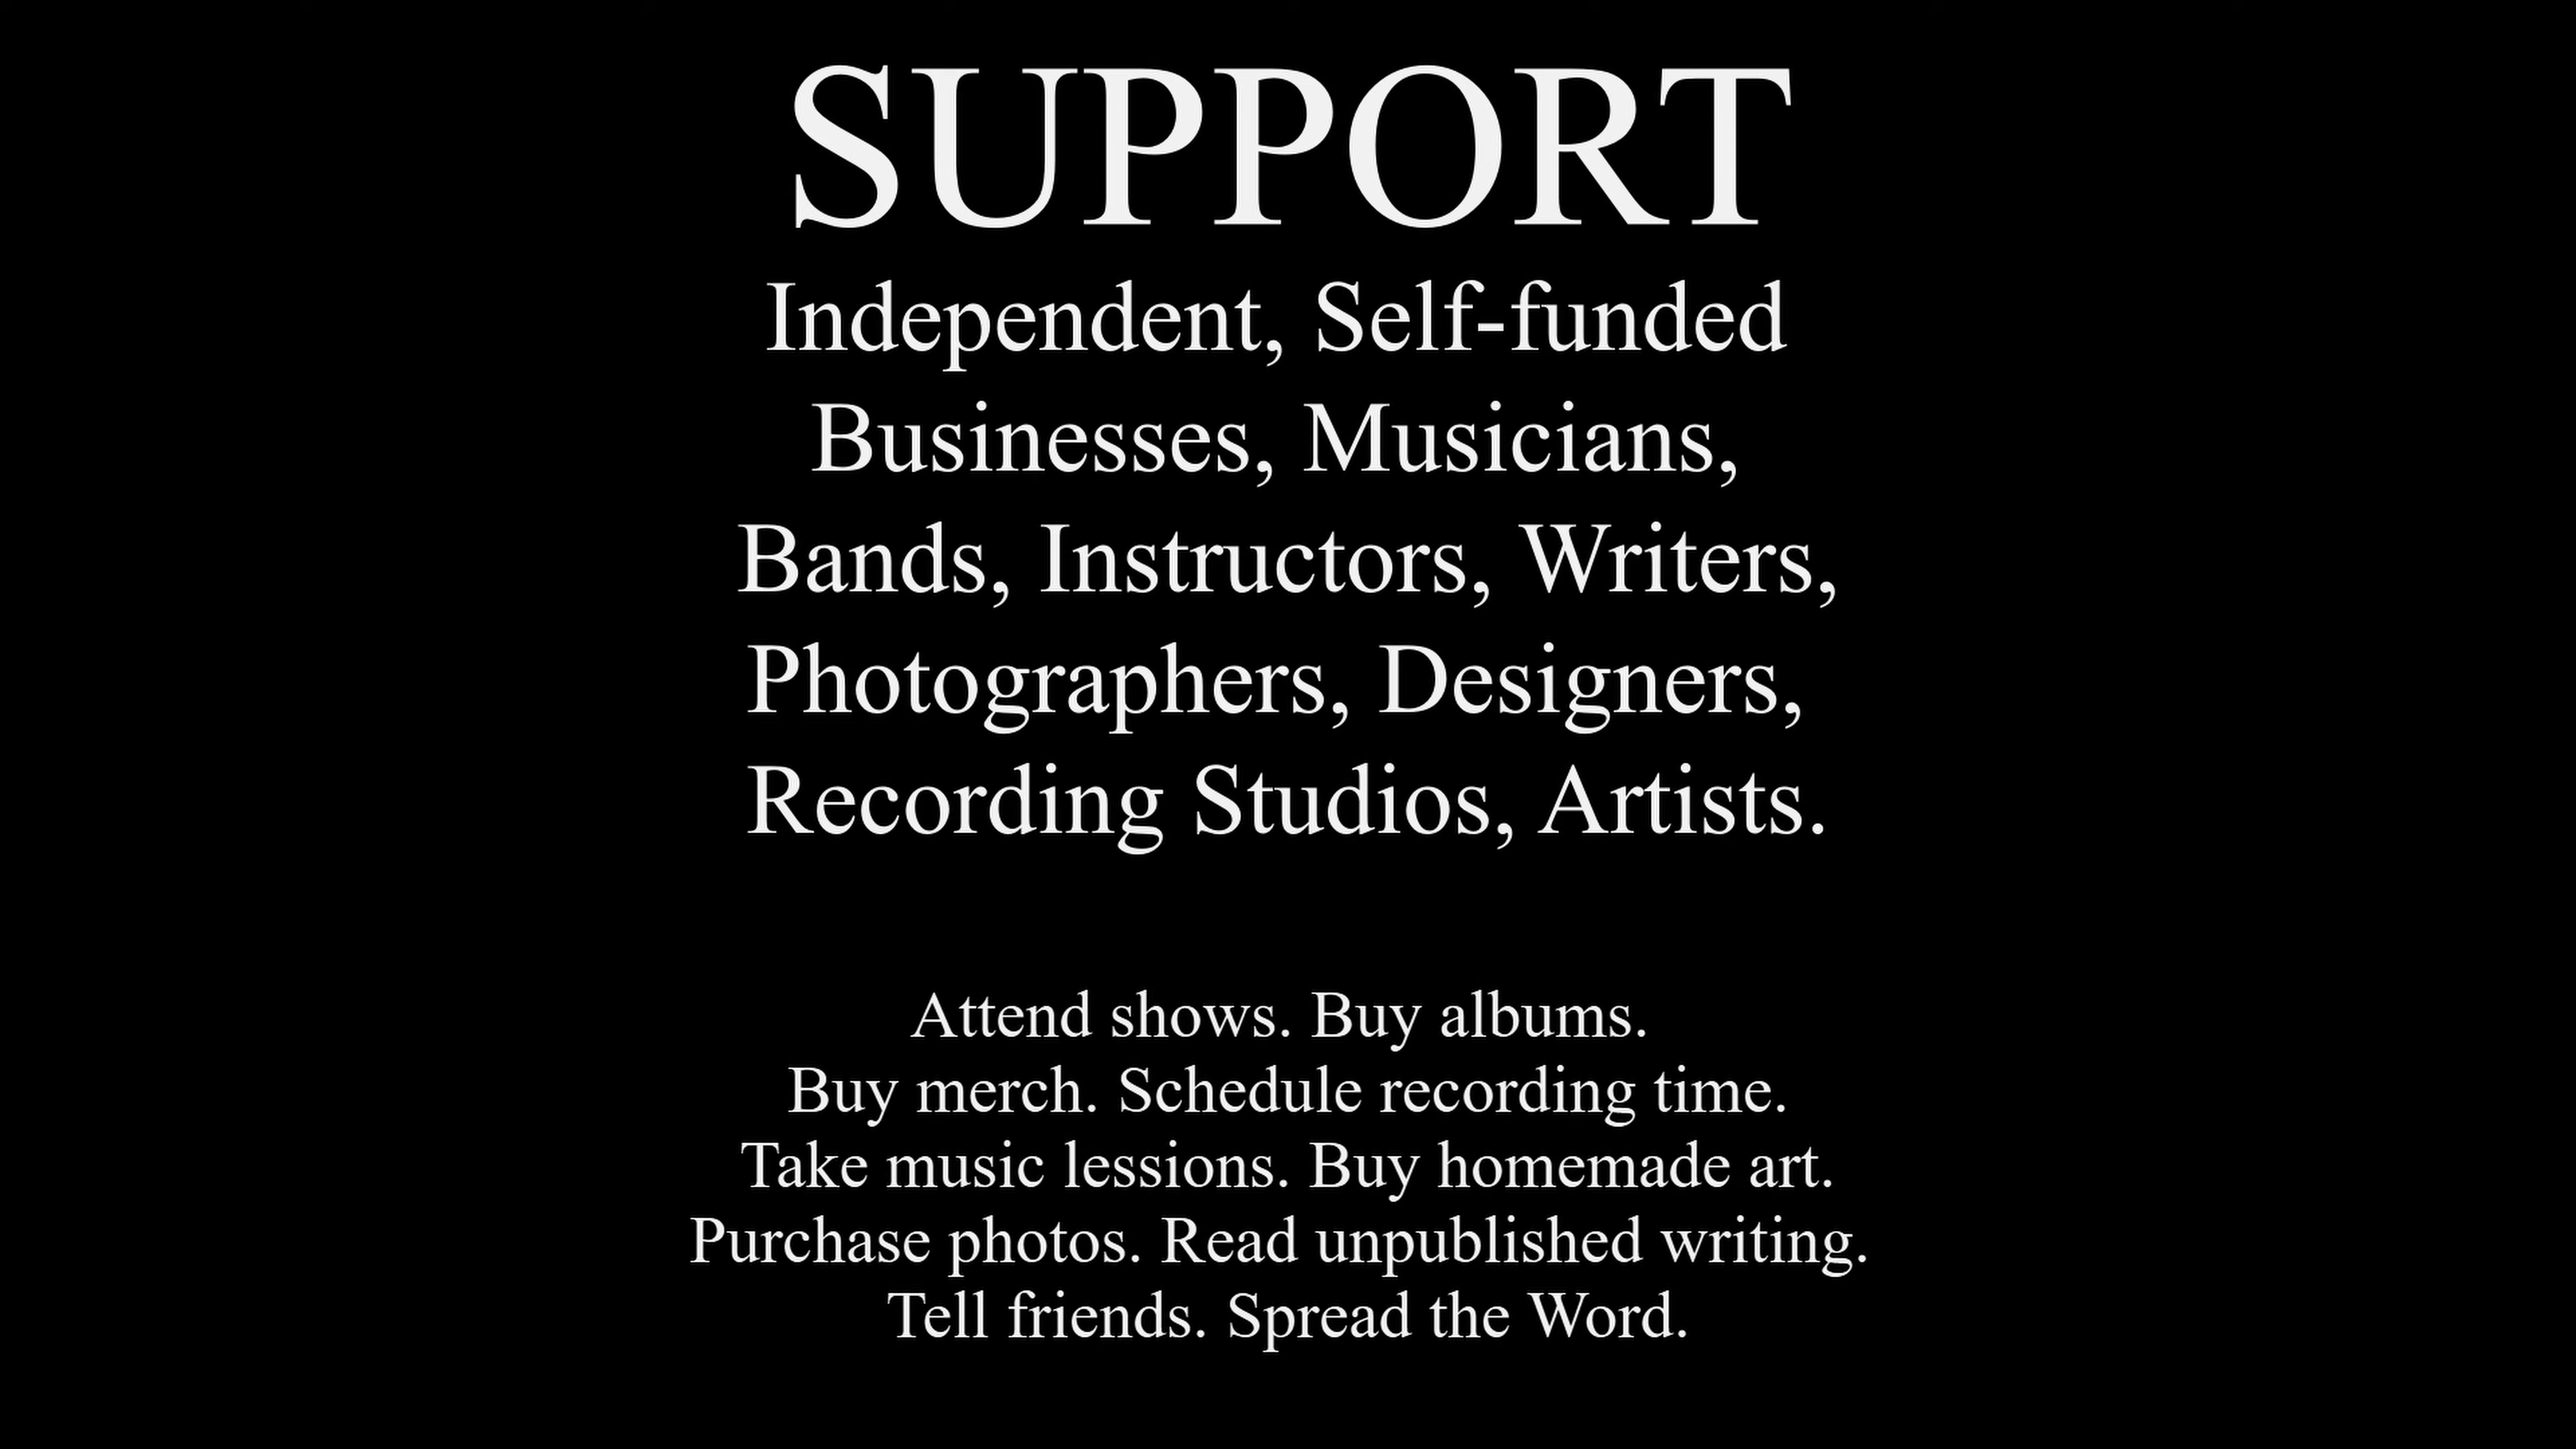 SUPPORT
Independent, Self-funded
Businesses, Musicians,
Bands, Instructors, Writers,
Photographers, Designers,
Recording Studios, Artists.
Attend shows. Buy albums.
Buy merch. Schedule recording time.
Take music lessions. Buy homemade art.
Purchase photos. Read unpublished writing.
Tell friends. Spread the Word.